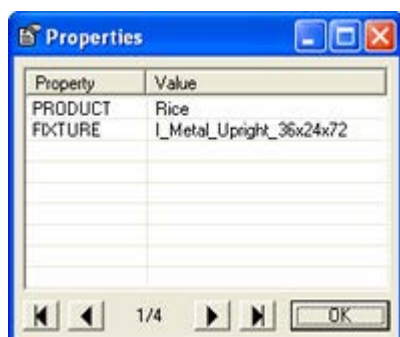 Properties
Property Value
PRODUCT Rice
FIXTURE I_Metal_Upright_36x24x72
1/4 OK